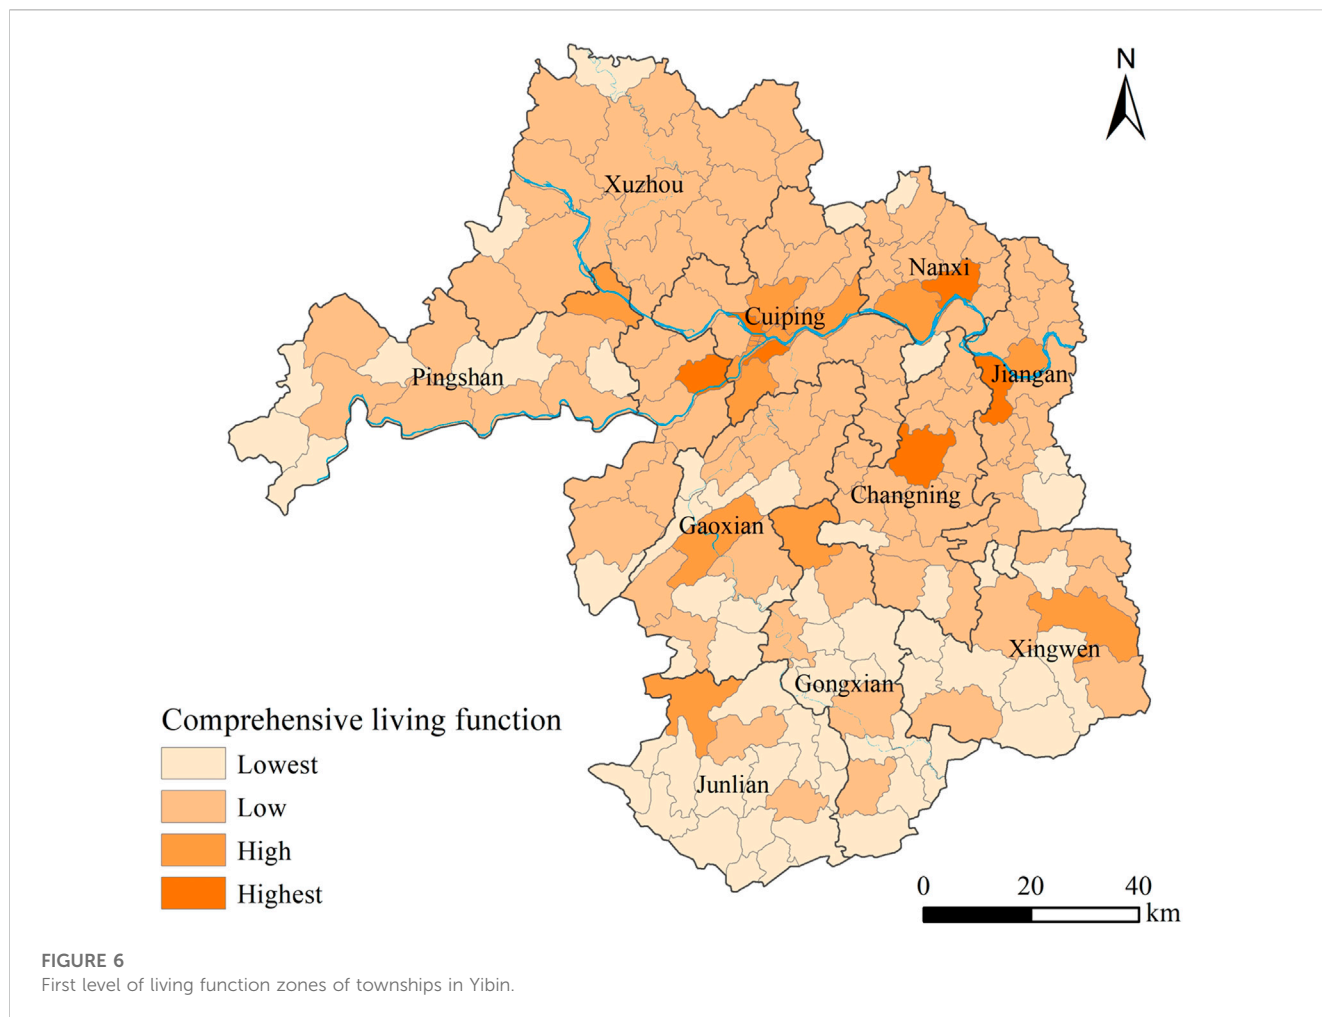 N
Xuzhou
Nanxi
Cuiping
Jiangan
Pingshan
Changning
Gaoxian
Xingwen
Gongxian
Junlian
Comprehensive living function
Lowest
Low
High
Highest
0 20 40
km
FIGURE 6
First level of living function zones of townships in Yibin.